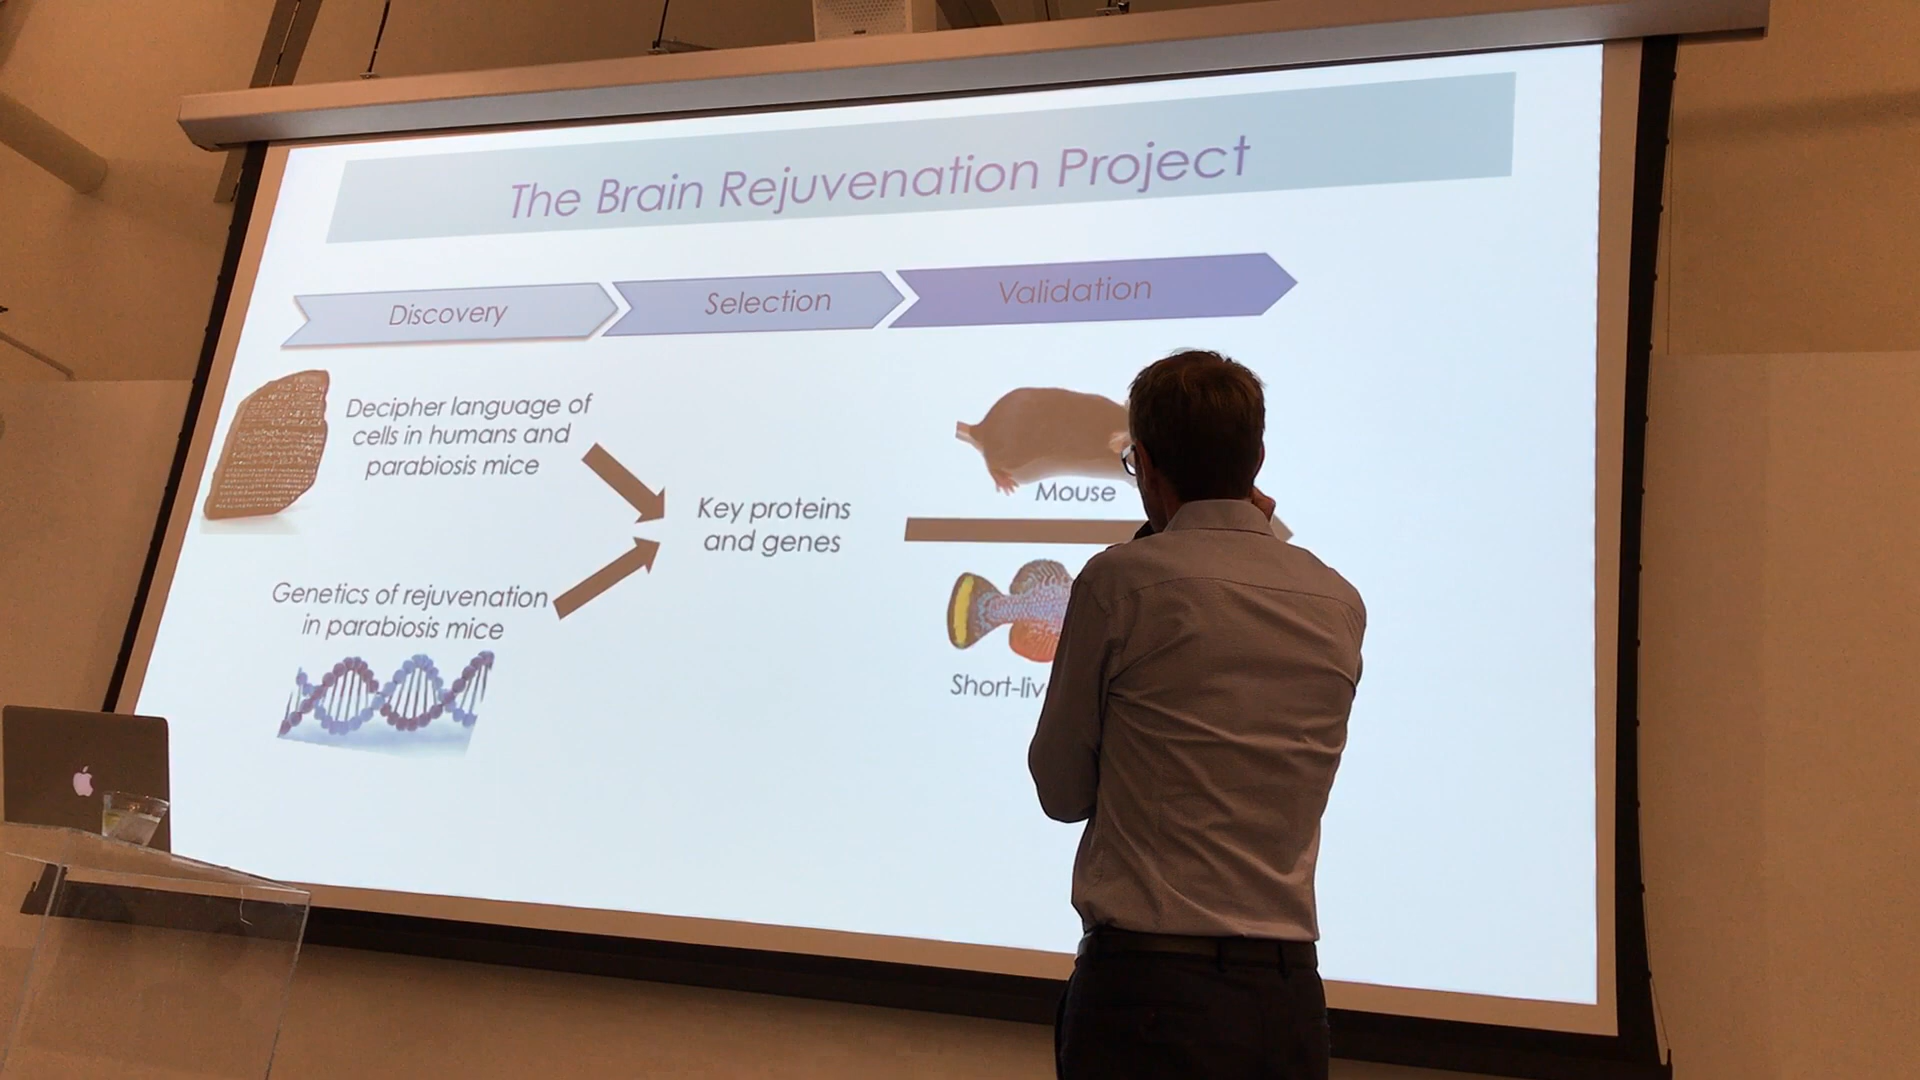 The Brain Rejuvenation Project
Discovery
Selection
Validation
Decipher language of
cells in humans and
parabiosis mice
Genetics of rejuvenation
in parabiosis mice
Key proteins
and genes
Mouse